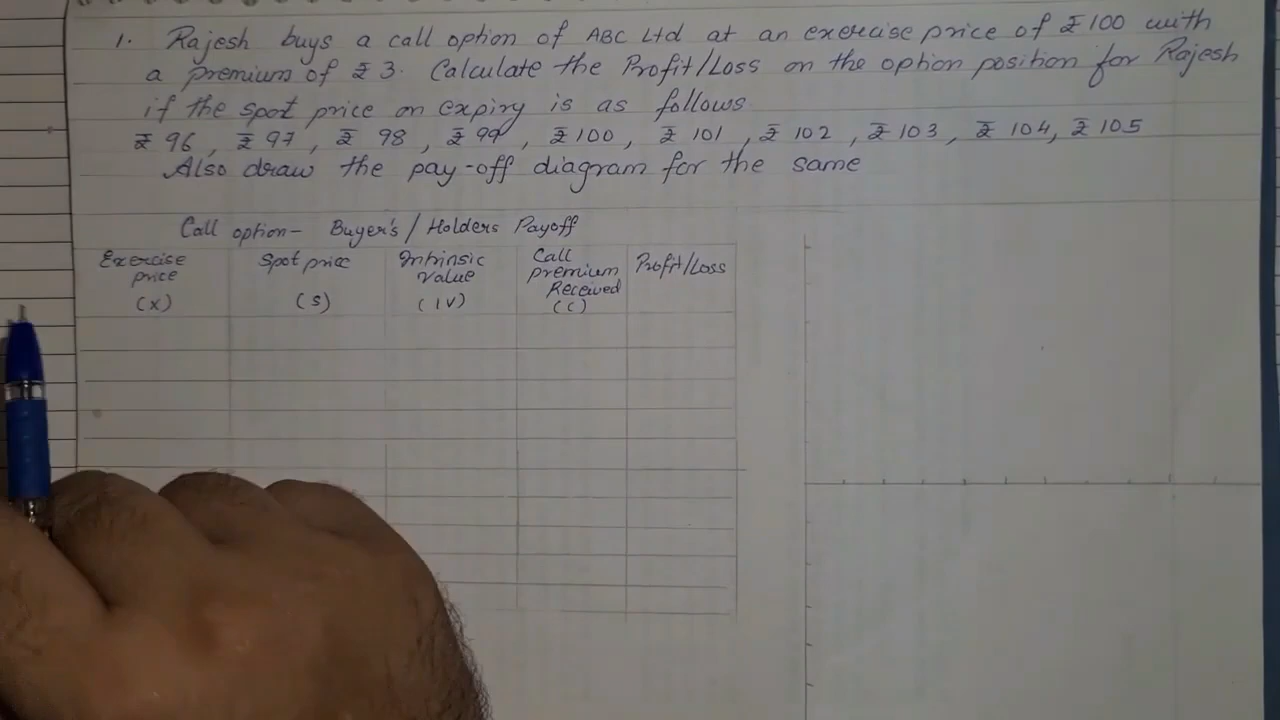 1. Rajesh buys a call option of ABC Ltd at an exercise price of ₹100 with
a premium of ₹ 3. Calculate the Profit/Loss on the option position for Rajesh
if the spot price on expiry is as follows
₹ 96, ₹ 97, ₹ 98, ₹ 99, ₹ 100, ₹ 101, ₹ 102, ₹ 103, ₹ 104, ₹ 105
Also draw the pay-off diagram for the same
Call option- Buyer's / Holders Payoff
Exercise price (X)
Spot price (S)
Intrinsic Value (IV)
Call premium Received (C)
Profit/Loss